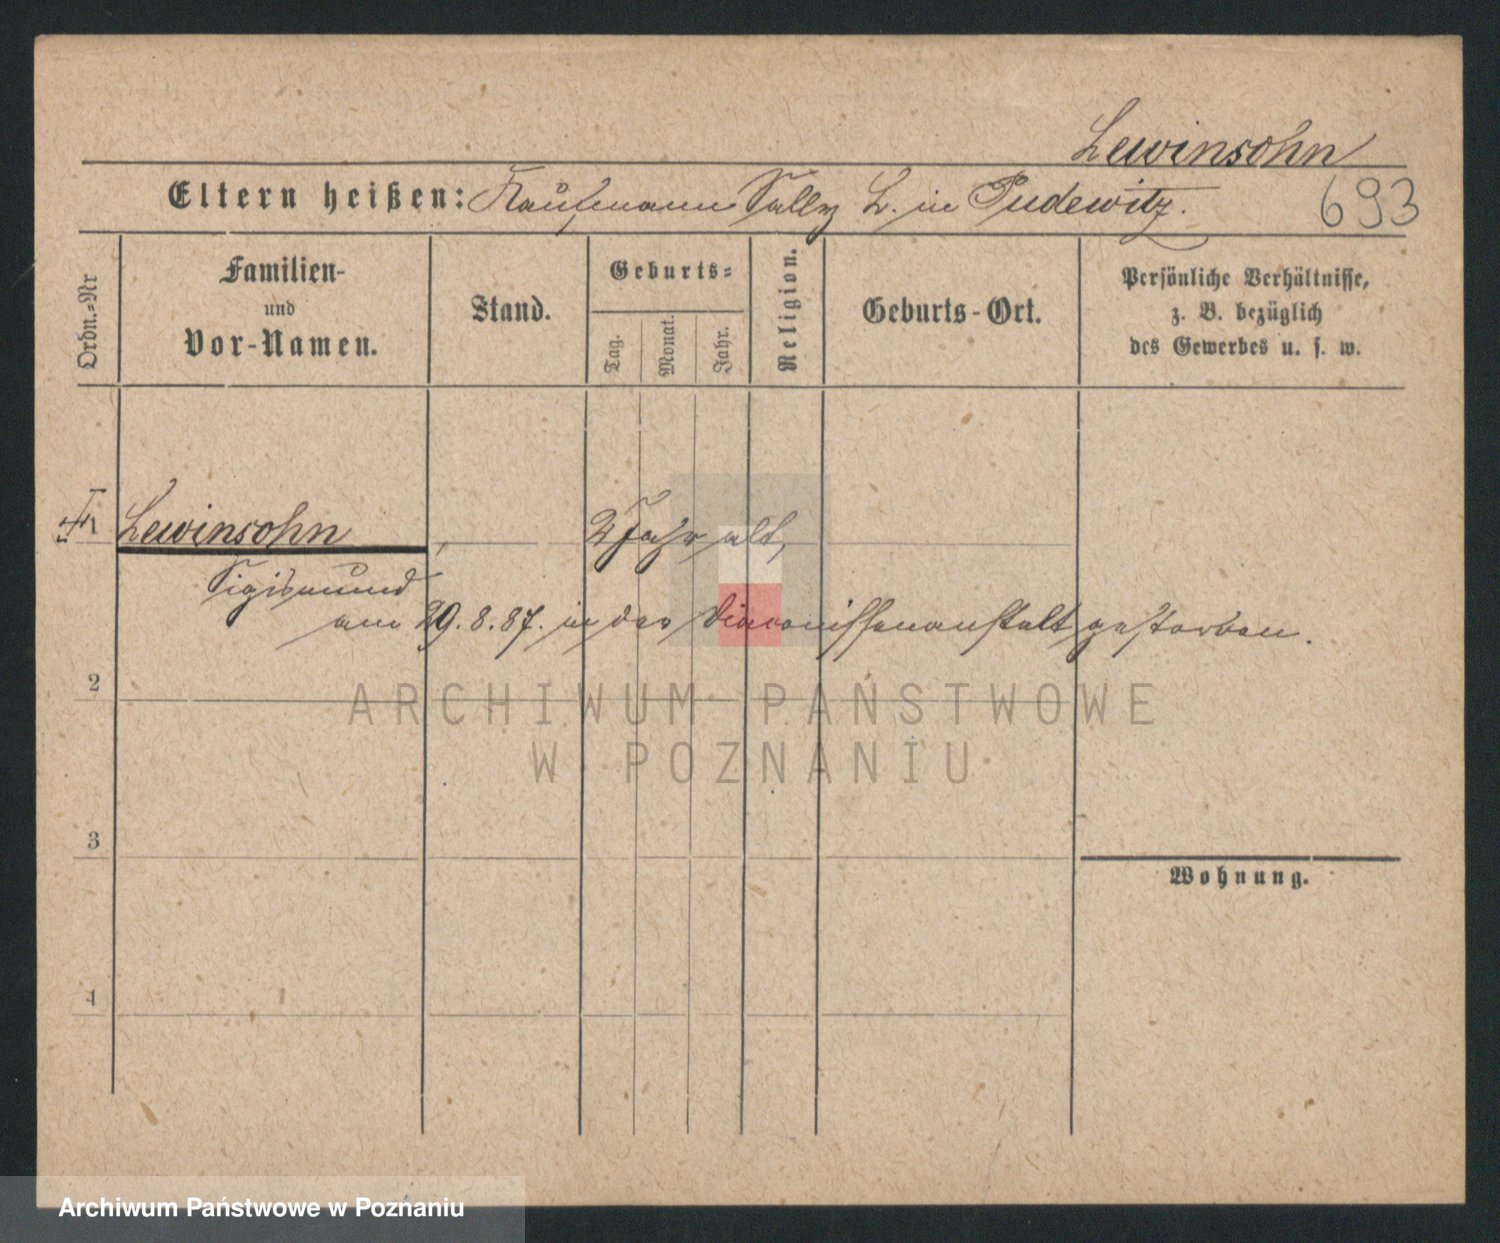 Lewinsohn
Eltern heißen: Kaufmann Sally L. in Pudewitz.
693
Ordn.-Nr
Familien-
und
Vor-Namen.
Stand.
Geburts-
Tag.
Monat.
Jahr.
Religion.
Geburts-Ort.
Persönliche Verhältnisse,
z. B. bezüglich
des Gewerbes u. s. w.
1 Lewinsohn, 2 Jahr alt,
Sigismund
am 29.8.87. in der Diaconissenanstalt gestorben.
2
ARCHIWUM PAŃSTWOWE
W POZNANIU
3
Wohnung.
4
Archiwum Państwowe w Poznaniu